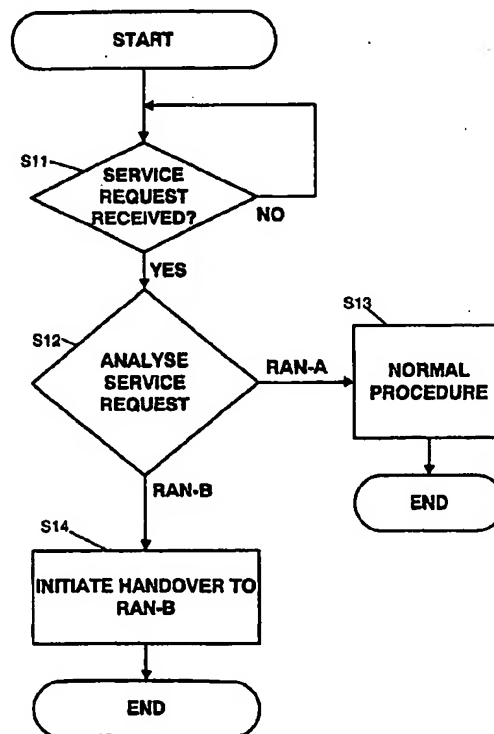 START
S11
SERVICE
REQUEST
RECEIVED?
NO
YES
S12
ANALYSE
SERVICE
REQUEST
RAN-A
S13
NORMAL
PROCEDURE
END
RAN-B
S14
INITIATE HANDOVER TO
RAN-B
END